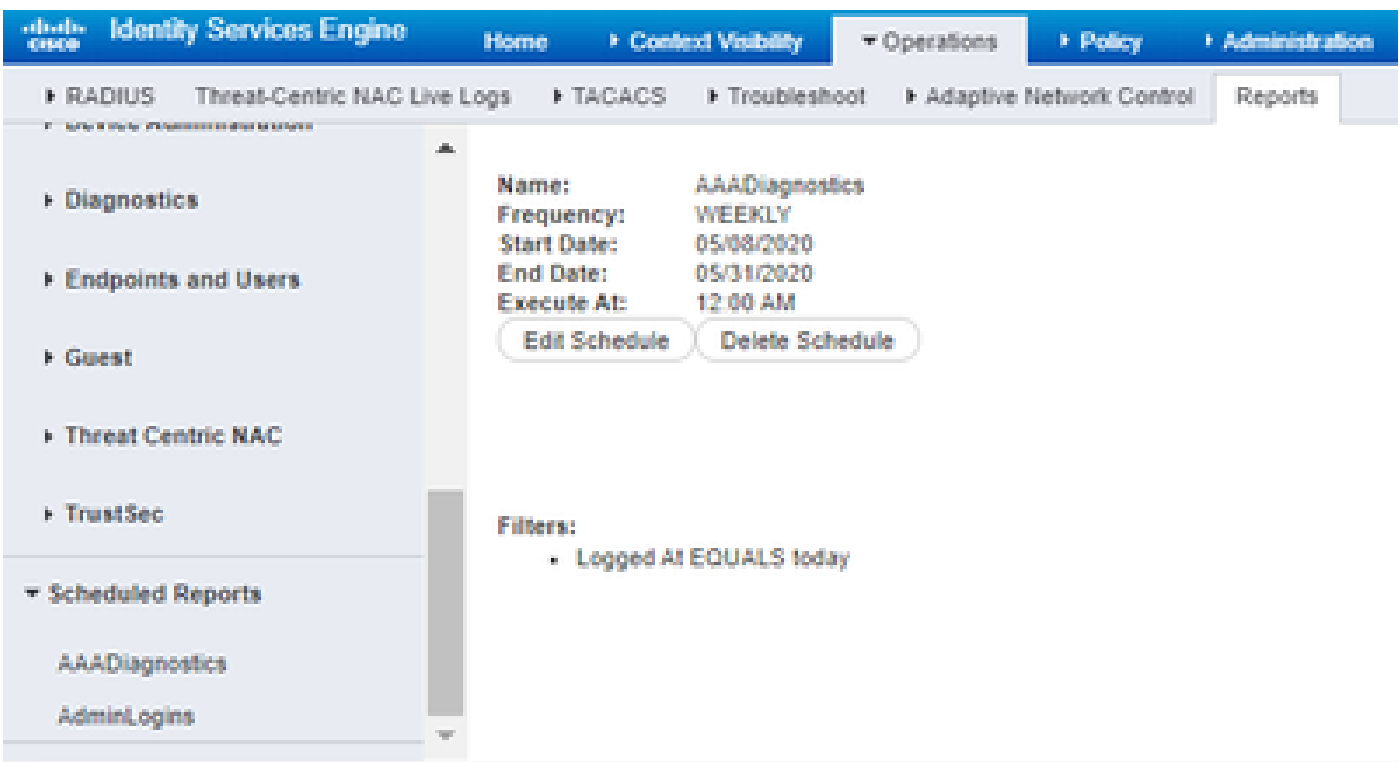 cisco Identity Services Engine Home Context Visibility Operations Policy Administration
RADIUS Threat-Centric NAC Live Logs TACACS Troubleshoot Adaptive Network Control Reports
Device Administration
Diagnostics
Endpoints and Users
Guest
Threat Centric NAC
TrustSec
Scheduled Reports
AAADiagnostics
AdminLogins
Name: AAADiagnostics
Frequency: WEEKLY
Start Date: 05/08/2020
End Date: 05/31/2020
Execute At: 12:00 AM
Edit Schedule Delete Schedule
Filters:
• Logged At EQUALS today